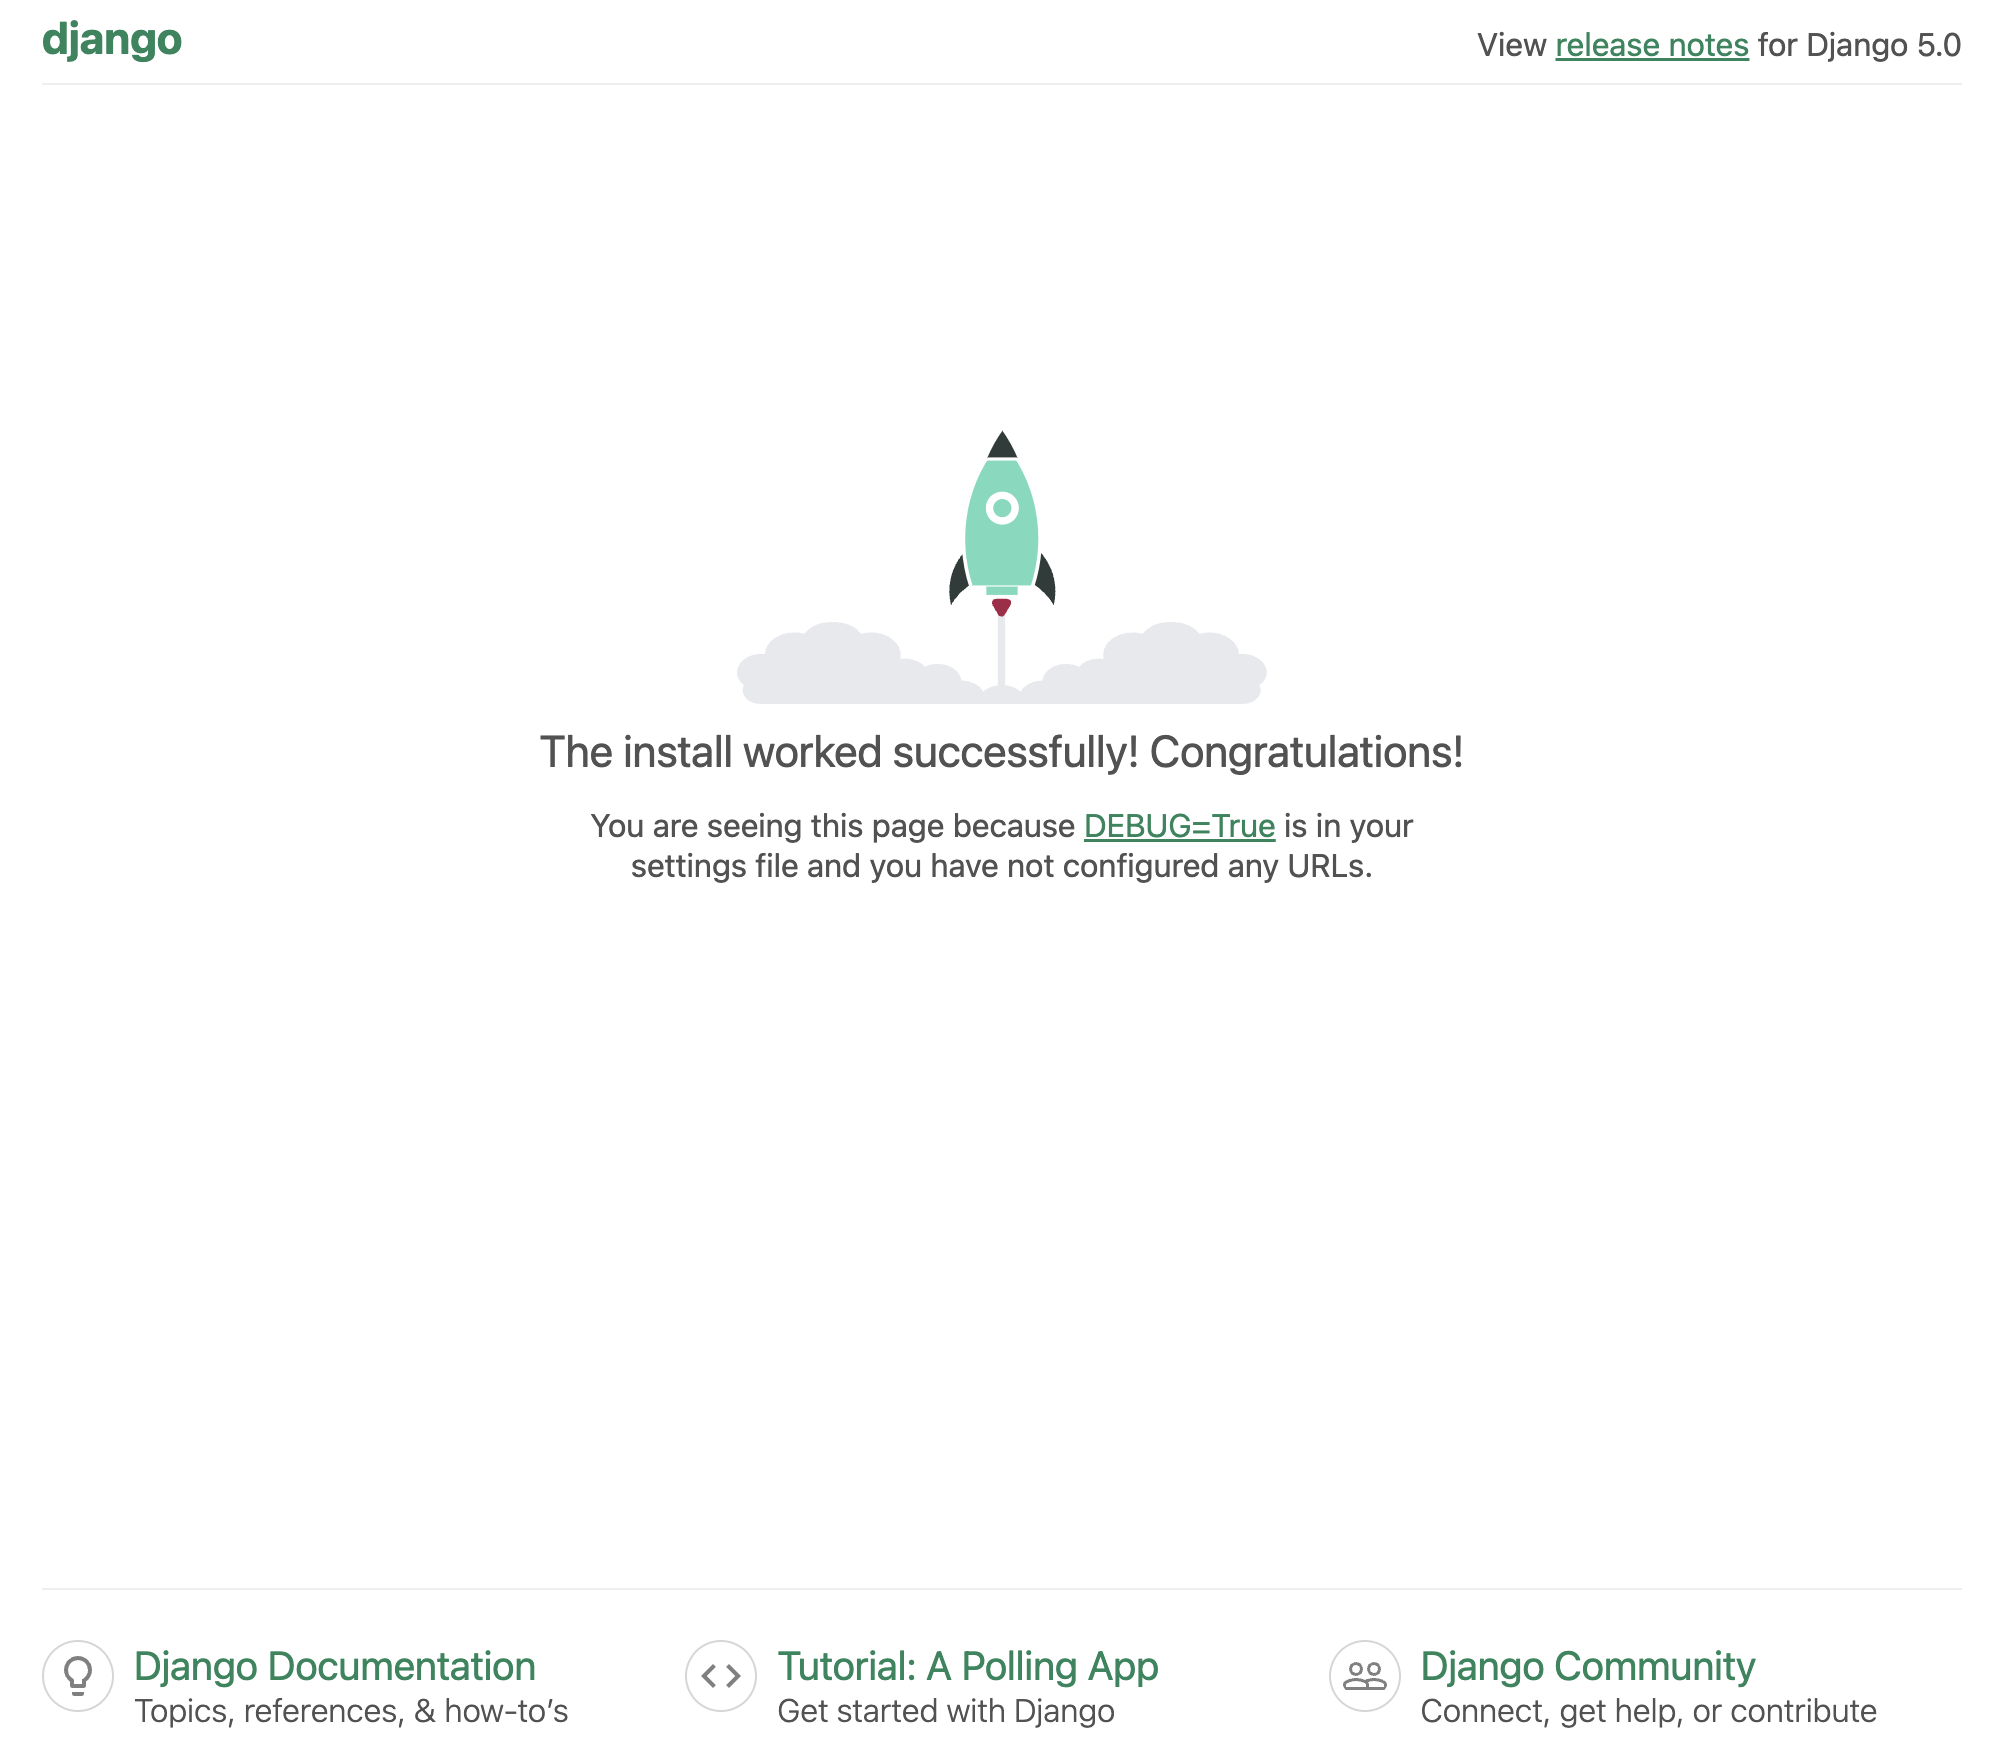 django
View release notes for Django 5.0
The install worked successfully! Congratulations!
You are seeing this page because DEBUG=True is in your
settings file and you have not configured any URLs.
Django Documentation
Topics, references, & how-to’s
Tutorial: A Polling App
Get started with Django
Django Community
Connect, get help, or contribute